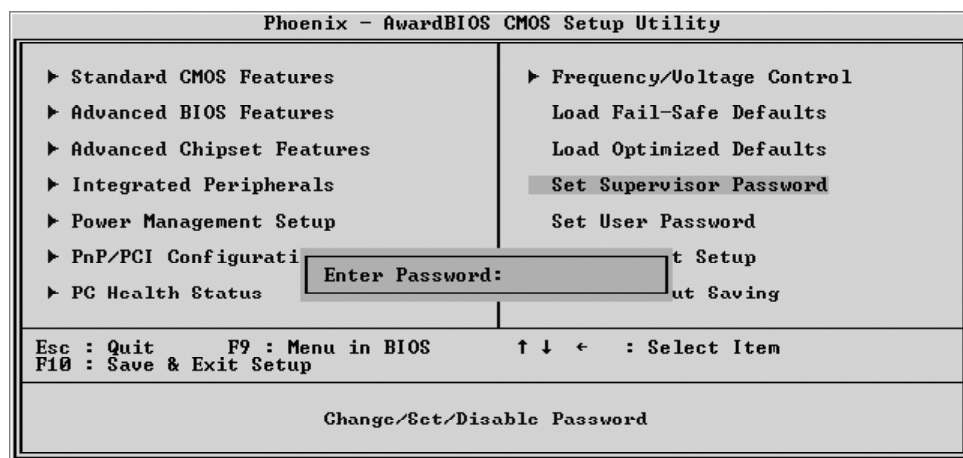 Phoenix - AwardBIOS CMOS Setup Utility
▶ Standard CMOS Features
▶ Advanced BIOS Features
▶ Advanced Chipset Features
▶ Integrated Peripherals
▶ Power Management Setup
▶ PnP/PCI Configurati
▶ PC Health Status
▶ Frequency/Voltage Control
Load Fail-Safe Defaults
Load Optimized Defaults
Set Supervisor Password
Set User Password
t Setup
ut Saving
Enter Password:
Esc : Quit F9 : Menu in BIOS ↑ ↓ ← : Select Item
F10 : Save & Exit Setup
Change/Set/Disable Password